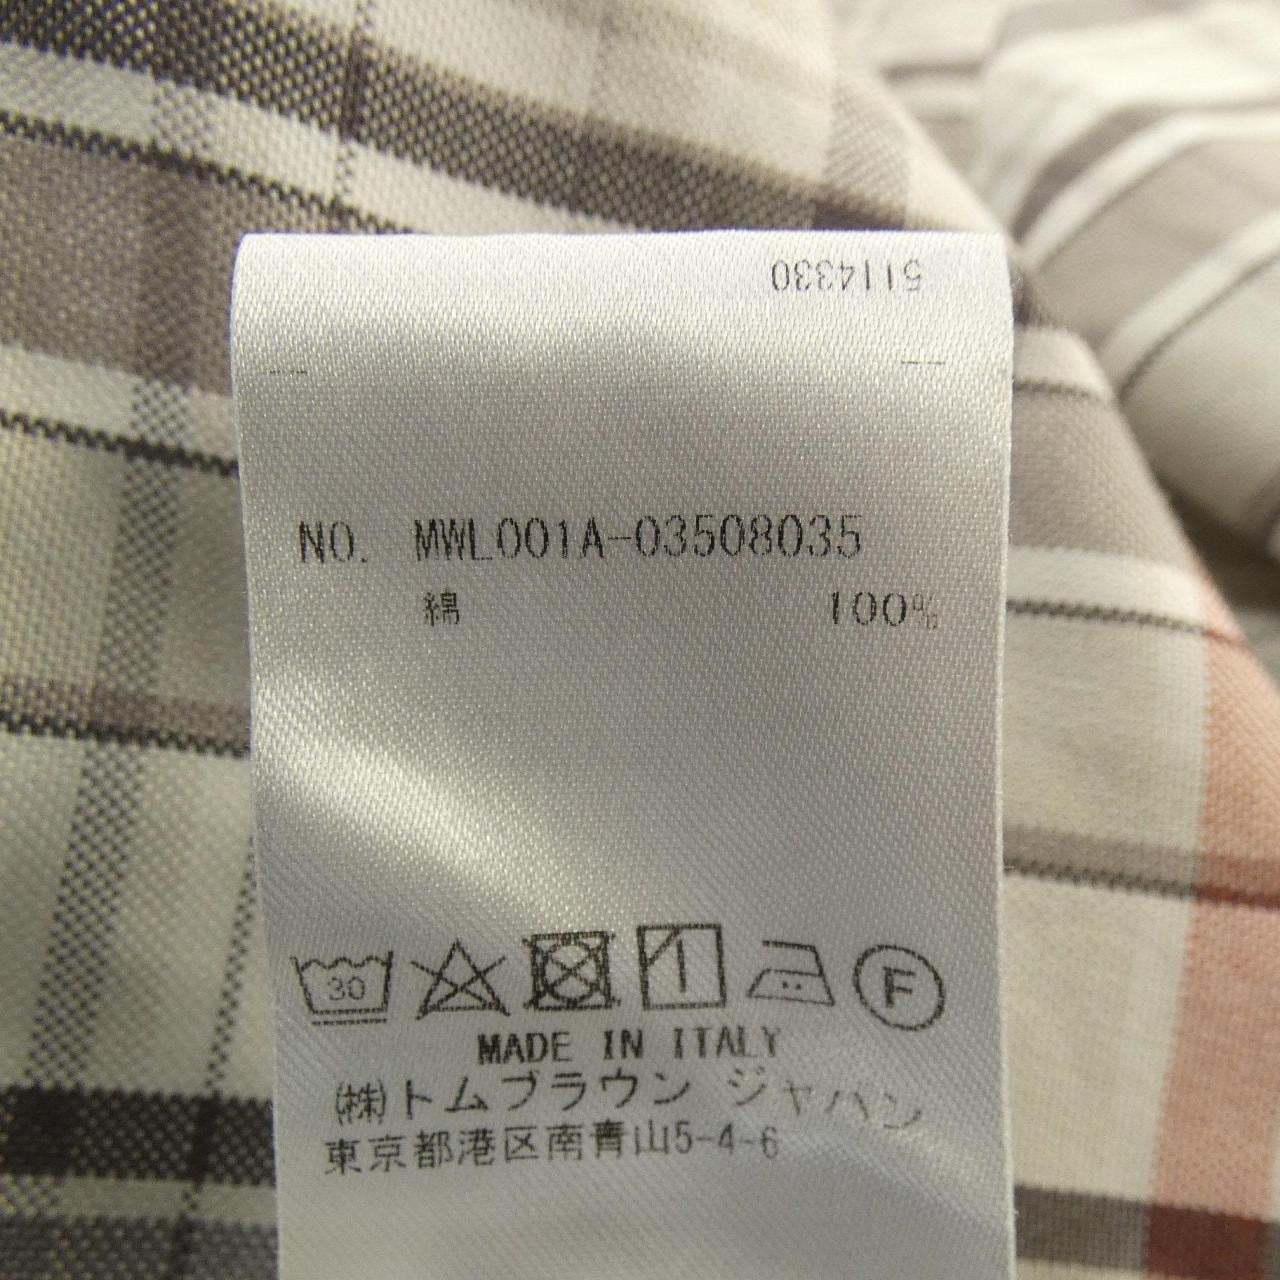 5114330
NO. MWL001A-03508035
綿 100%
30
F
MADE IN ITALY
㈱トムブラウン ジャパン
東京都港区南青山5-4-6